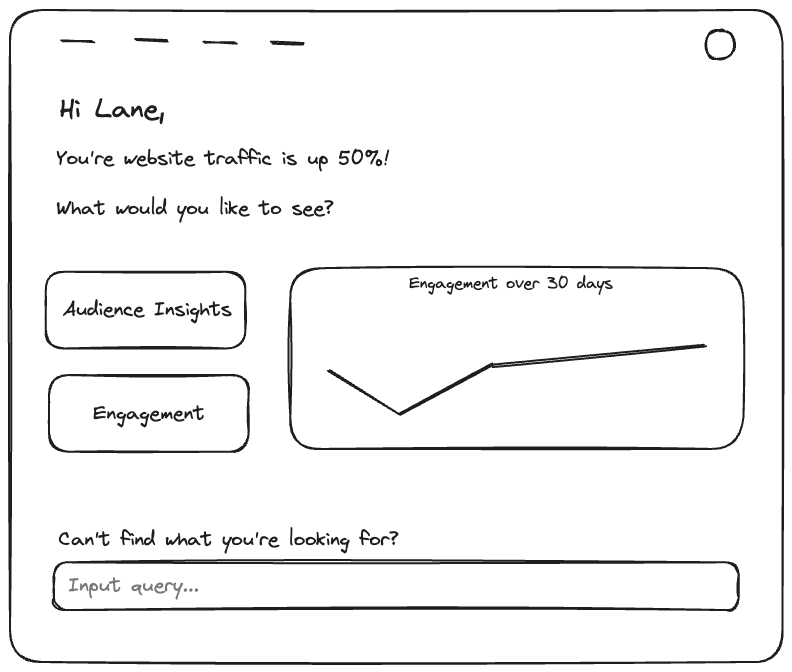 Hi Lane,
You're website traffic is up 50%!
What would you like to see?
Audience Insights
Engagement over 30 days
Engagement
Can't find what you're looking for?
Input query...